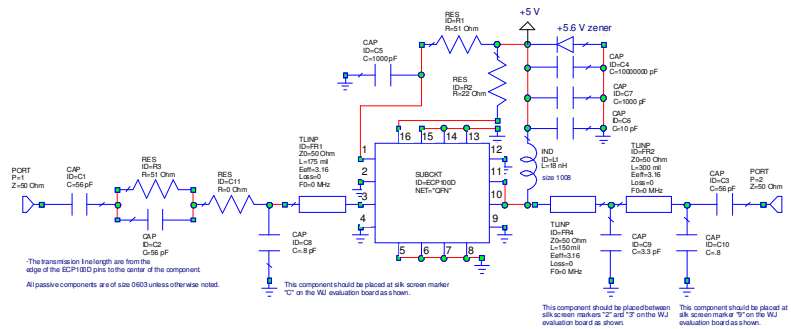 +5 V
+5.6 V zener
RES
ID=R1
R=51 Ohm
CAP
ID=C5
C=1000 pF
CAP
ID=C4
C=10000000 pF
RES
ID=R2
R=22 Ohm
CAP
ID=C7
C=1000 pF
CAP
ID=C6
C=10 pF
16 15 14 13
1
2
3
4
12
11
10
9
5 6 7 8
SUBCKT
ID=ECP100D
NET="QFN"
IND
ID=L1
L=18 nH
size 1008
PORT
P=1
Z=50 Ohm
CAP
ID=C1
C=56 pF
RES
ID=R3
R=51 Ohm
CAP
ID=C2
C=56 pF
RES
ID=C11
R=0 Ohm
TLINP
ID=FR1
Z0=50 Ohm
L=175 mil
Eeff=3.16
Loss=0
F0=0 MHz
CAP
ID=C8
C=.8 pF
TLINP
ID=FR4
Z0=50 Ohm
L=150 mil
Eeff=3.16
Loss=0
F0=0 MHz
TLINP
ID=FR2
Z0=50 Ohm
L=300 mil
Eeff=3.16
Loss=0
F0=0 MHz
CAP
ID=C9
C=3.3 pF
CAP
ID=C10
C=.8
CAP
ID=C3
C=56 pF
PORT
P=2
Z=50 Ohm
-The transmission line length are from the
edge of the ECP100D pins to the center of the component.
All passive components are of size 0603 unless otherwise noted.
This component should be placed at silk screen marker
"C" on the WJ evaluation board as shown.
This component should be placed between
silk screen markers "2" and "3" on the WJ
evaluation board as shown.
This component should be placed at
silk screen marker "9" on the WJ
evaluation board as shown.